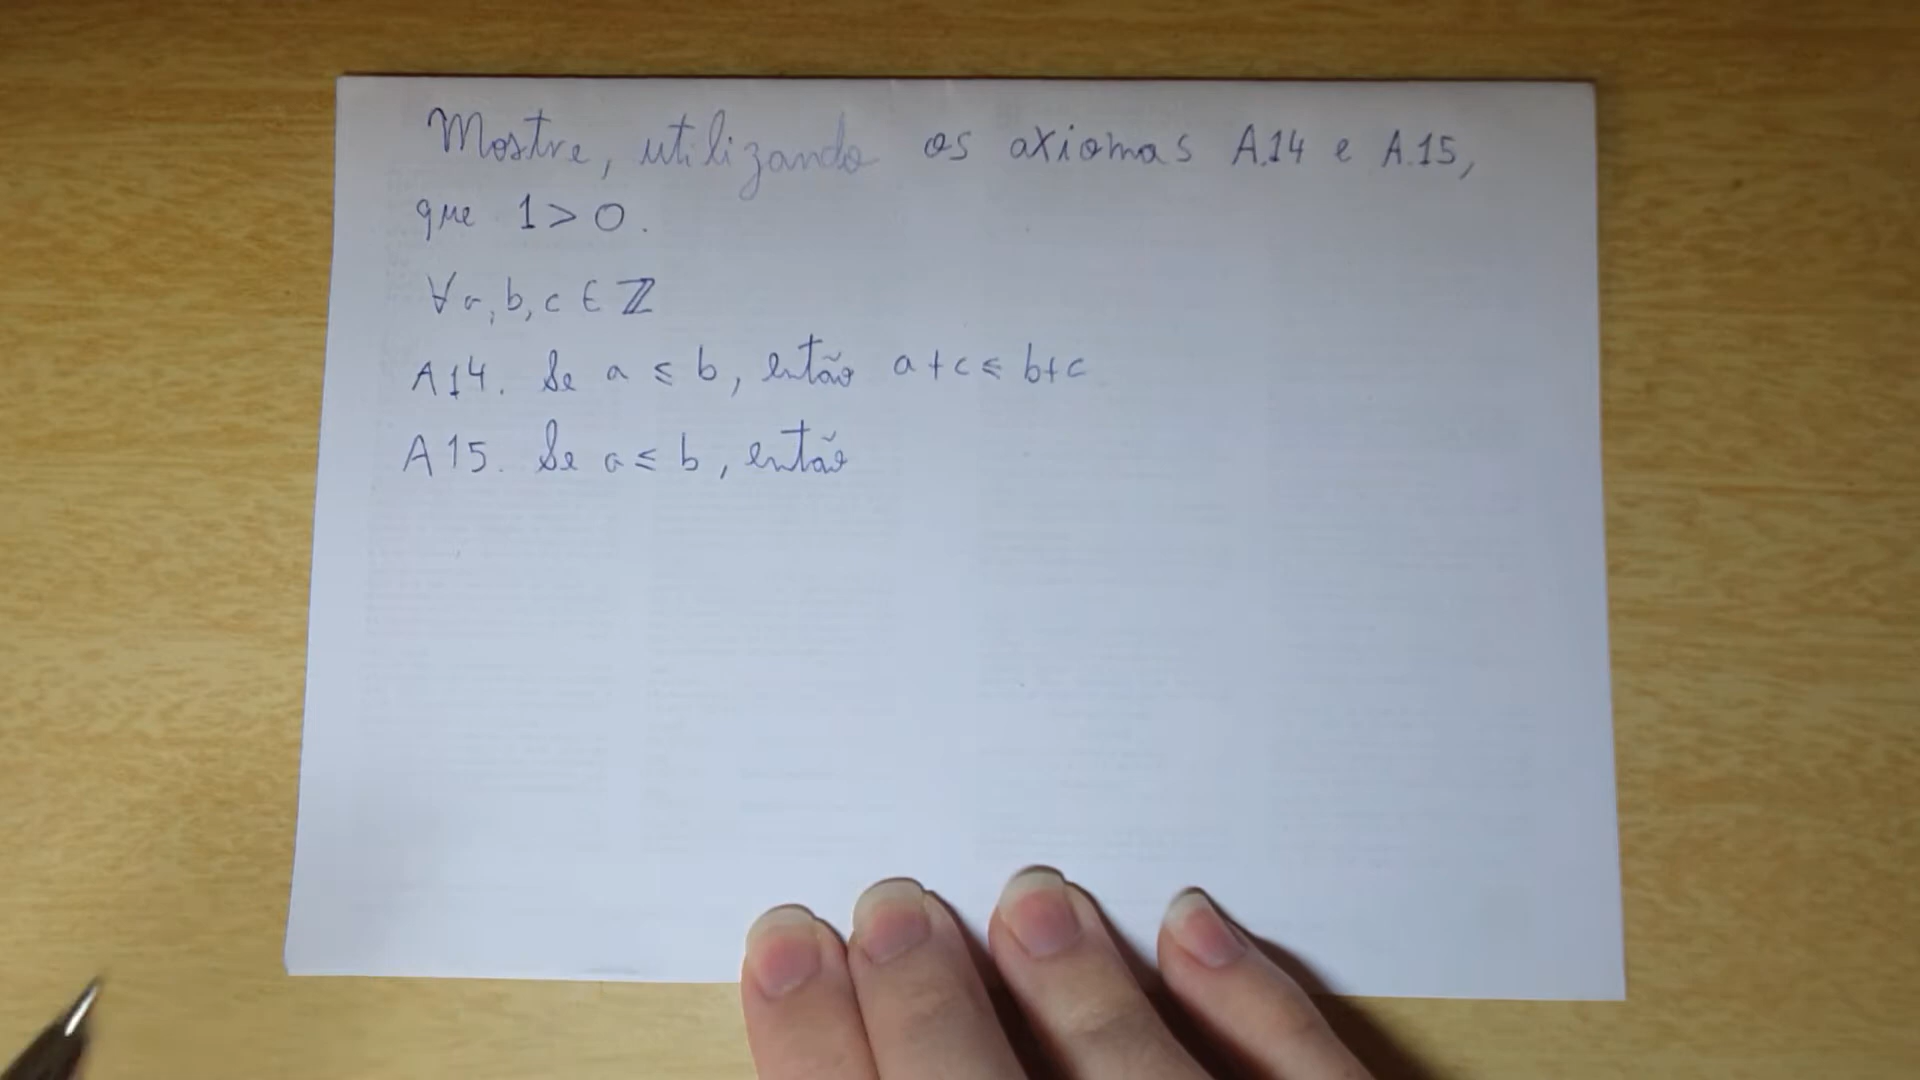 Mostre, utilizando os axiomas A.14 e A.15,
que 1 > 0.
∀ a, b, c ∈ ℤ
A14. Se a ≤ b, então a + c ≤ b + c
A15. Se a ≤ b, então